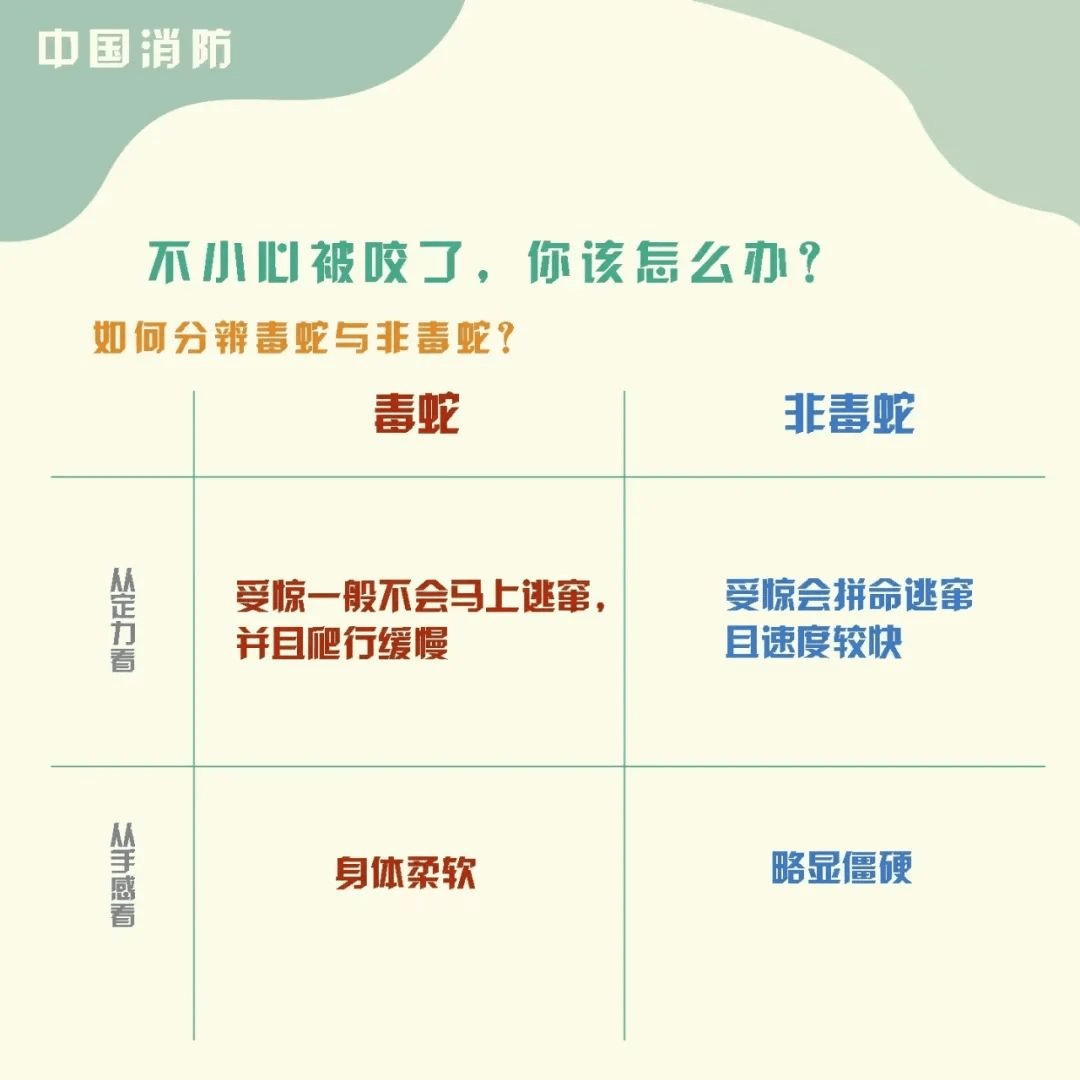 中国消防
不小心被咬了，你该怎么办？
如何分辨毒蛇与非毒蛇？
毒蛇
非毒蛇
从定力看
受惊一般不会马上逃窜，
并且爬行缓慢
受惊会拼命逃窜
且速度较快
从手感看
身体柔软
略显僵硬